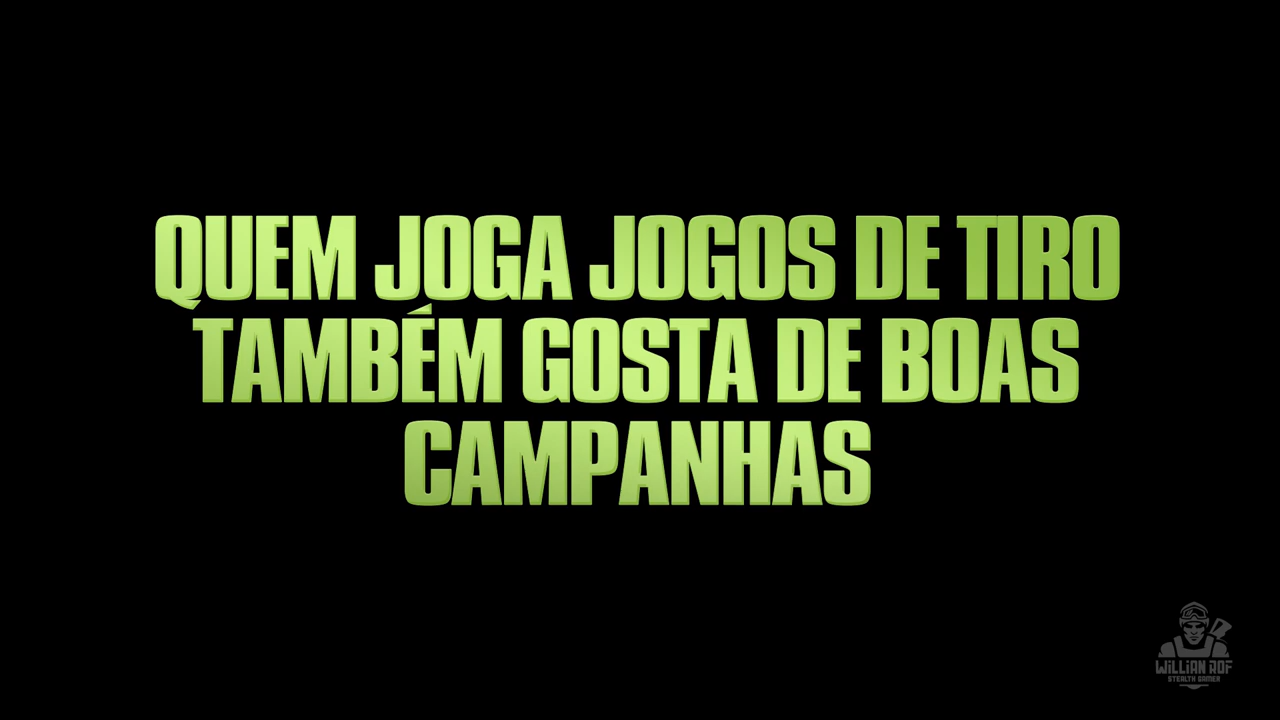 QUEM JOGA JOGOS DE TIRO
TAMBÉM GOSTA DE BOAS
CAMPANHAS
WILLIAN ROF
STEALTH GAMER